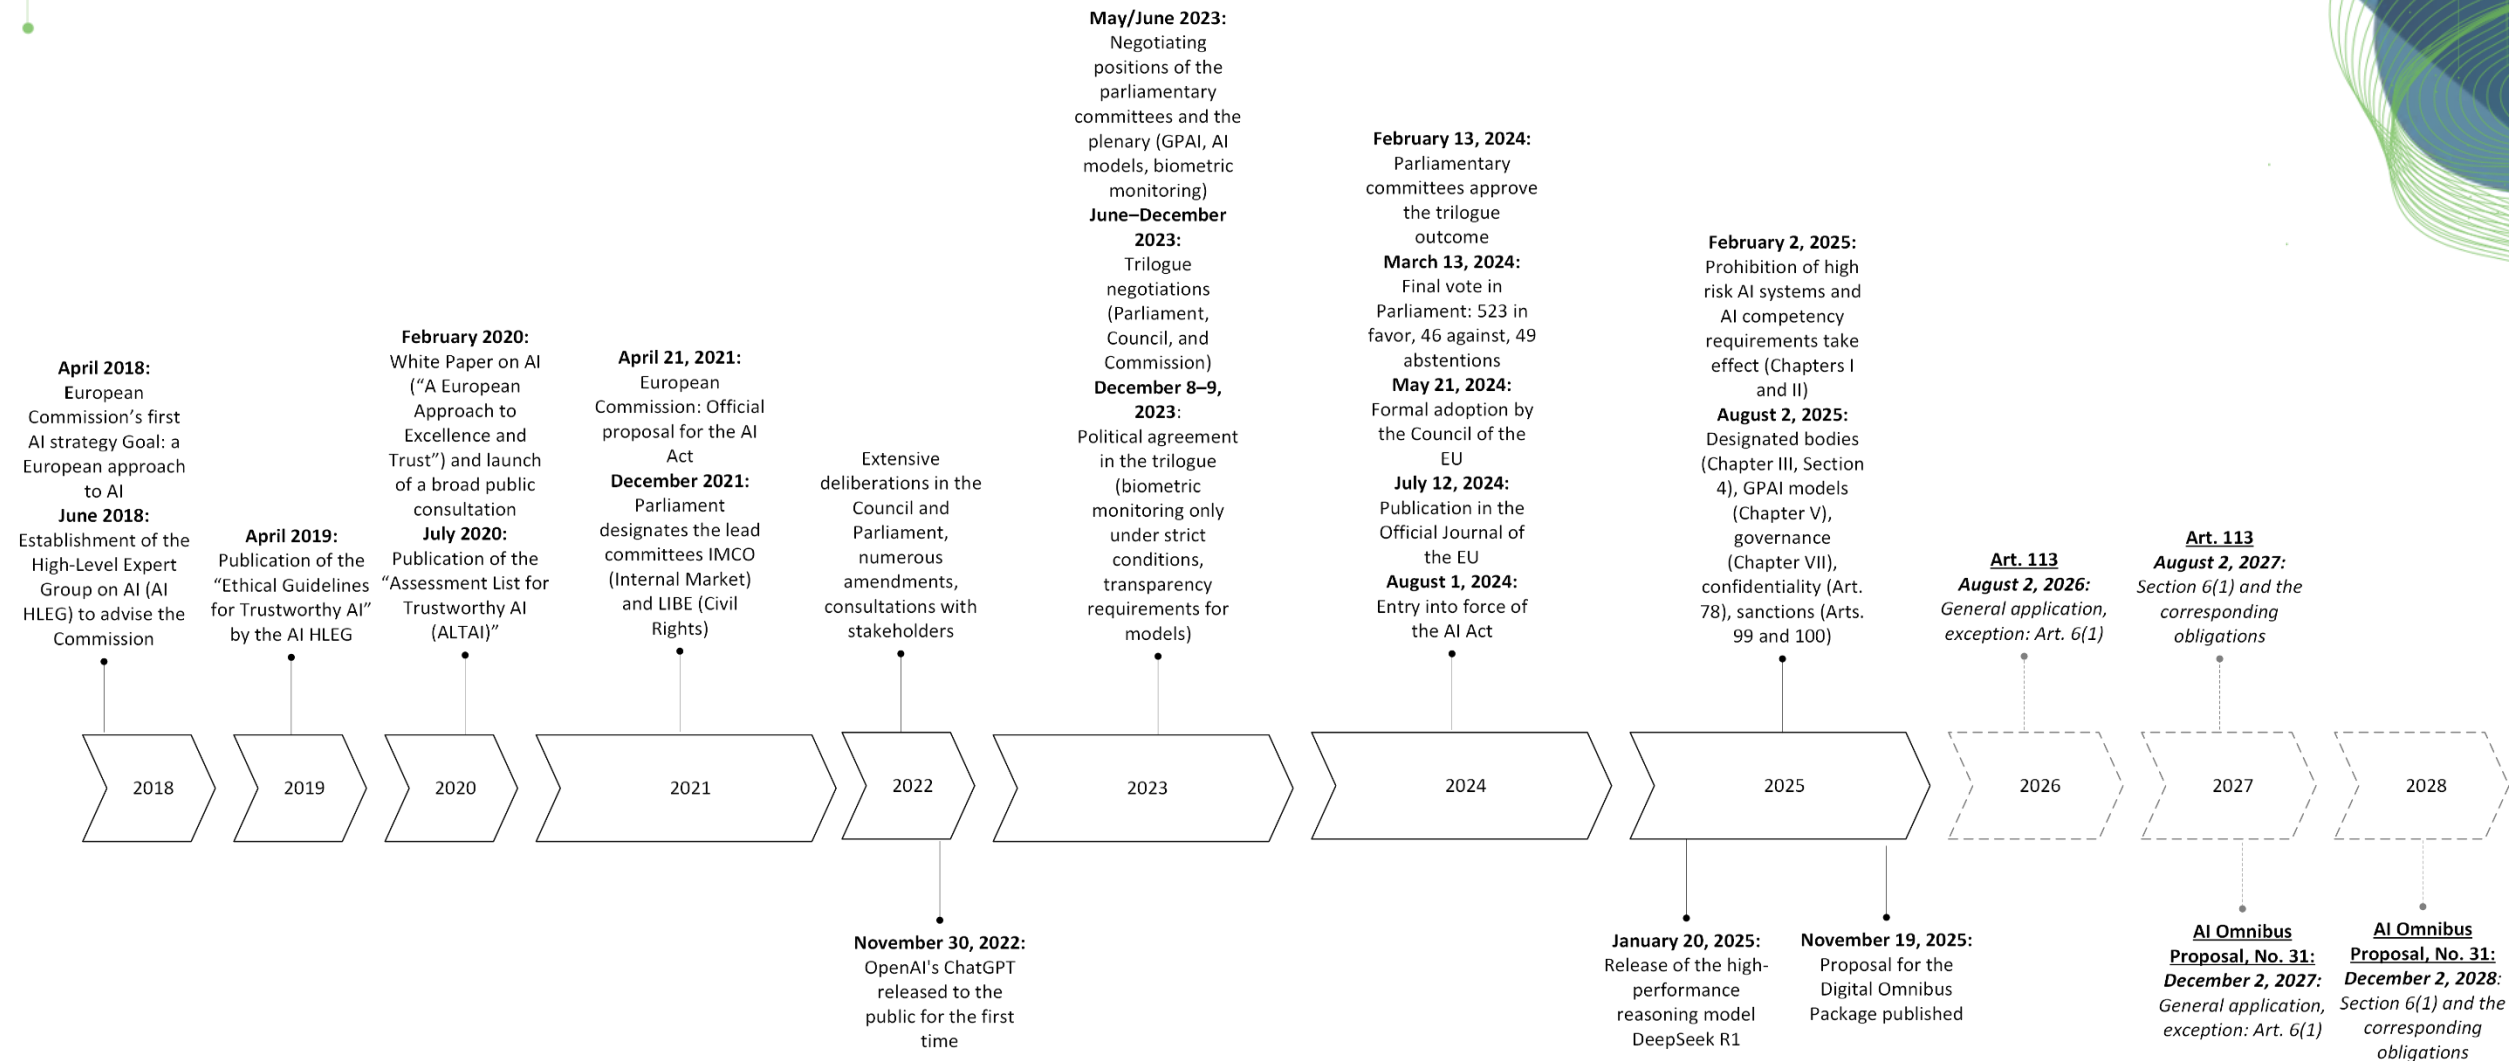 April 2018:
European
Commission’s first
AI strategy Goal: a
European approach
to AI
June 2018:
Establishment of the
High-Level Expert
Group on AI (AI
HLEG) to advise the
Commission
April 2019:
Publication of the
“Ethical Guidelines
for Trustworthy AI”
by the AI HLEG
February 2020:
White Paper on AI
(“A European
Approach to
Excellence and
Trust”) and launch
of a broad public
consultation
July 2020:
Publication of the
“Assessment List for
Trustworthy AI
(ALTAI)”
April 21, 2021:
European
Commission: Official
proposal for the AI
Act
December 2021:
Parliament
designates the lead
committees IMCO
(Internal Market)
and LIBE (Civil
Rights)
Extensive
deliberations in the
Council and
Parliament,
numerous
amendments,
consultations with
stakeholders
May/June 2023:
Negotiating
positions of the
parliamentary
committees and the
plenary (GPAI, AI
models, biometric
monitoring)
June–December
2023:
Trilogue
negotiations
(Parliament,
Council, and
Commission)
December 8–9,
2023:
Political agreement
in the trilogue
(biometric
monitoring only
under strict
conditions,
transparency
requirements for
models)
February 13, 2024:
Parliamentary
committees approve
the trilogue
outcome
March 13, 2024:
Final vote in
Parliament: 523 in
favor, 46 against, 49
abstentions
May 21, 2024:
Formal adoption by
the Council of the
EU
July 12, 2024:
Publication in the
Official Journal of
the EU
August 1, 2024:
Entry into force of
the AI Act
February 2, 2025:
Prohibition of high
risk AI systems and
AI competency
requirements take
effect (Chapters I
and II)
August 2, 2025:
Designated bodies
(Chapter III, Section
4), GPAI models
(Chapter V),
governance
(Chapter VII),
confidentiality (Art.
78), sanctions (Arts.
99 and 100)
Art. 113
August 2, 2026:
General application,
exception: Art. 6(1)
Art. 113
August 2, 2027:
Section 6(1) and the
corresponding
obligations
2018
2019
2020
2021
2022
2023
2024
2025
2026
2027
2028
November 30, 2022:
OpenAI's ChatGPT
released to the
public for the first
time
January 20, 2025:
Release of the high-
performance
reasoning model
DeepSeek R1
November 19, 2025:
Proposal for the
Digital Omnibus
Package published
AI Omnibus
Proposal, No. 31:
December 2, 2027:
General application,
exception: Art. 6(1)
AI Omnibus
Proposal, No. 31:
December 2, 2028:
Section 6(1) and the
corresponding
obligations